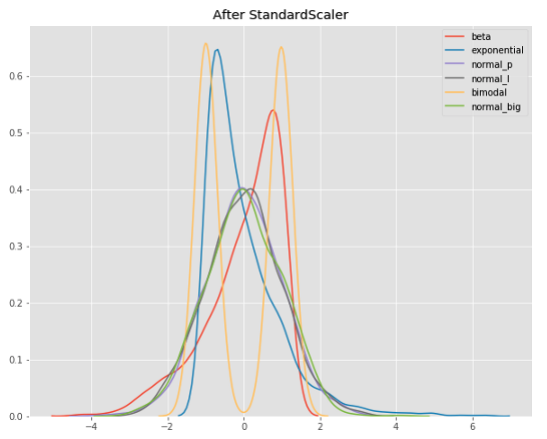 After StandardScaler
beta
exponential
normal_p
normal_l
bimodal
normal_big
0.6
0.5
0.4
0.3
0.2
0.1
0.0
−4
−2
0
2
4
6